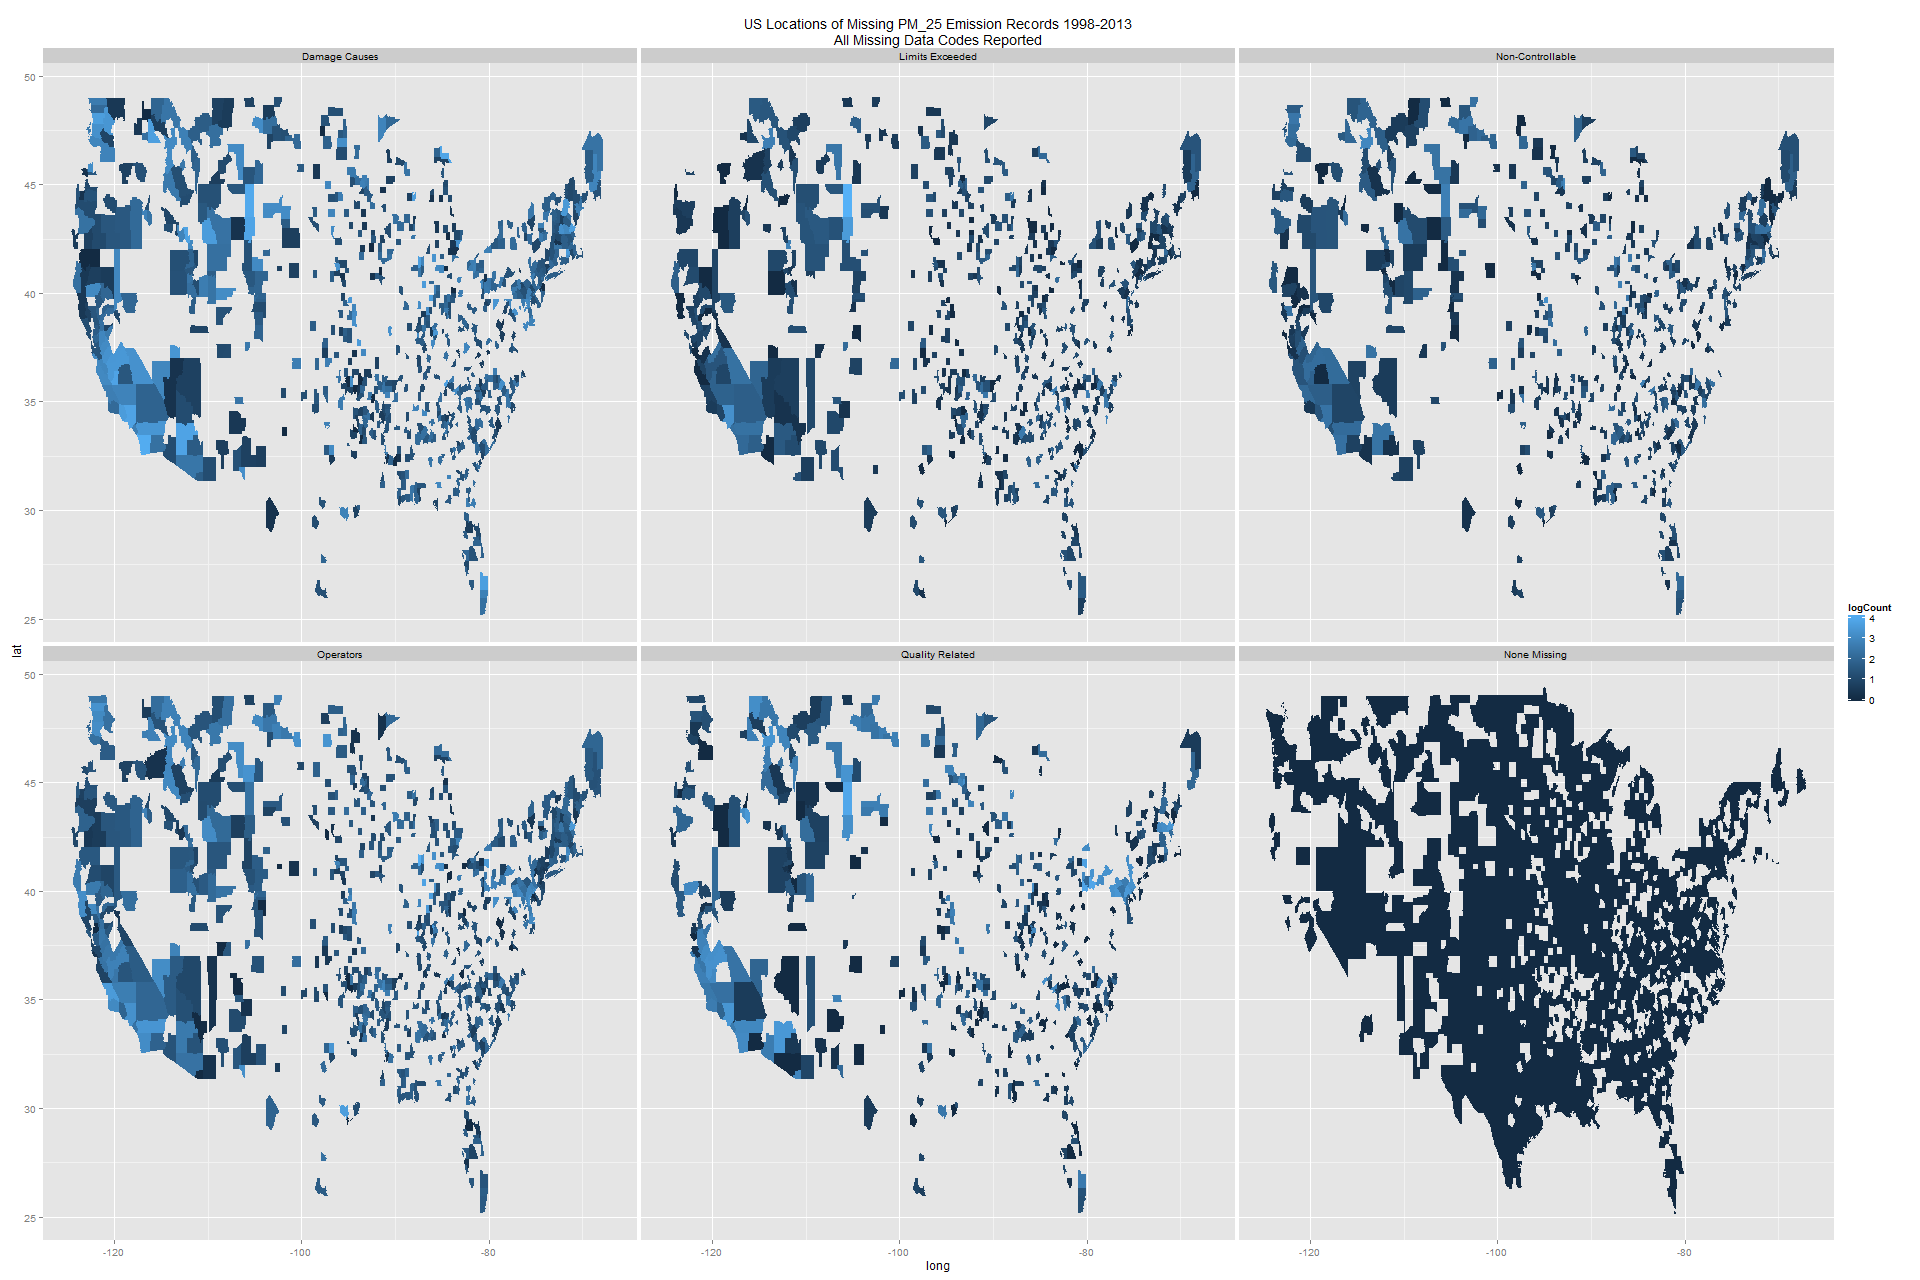 US Locations of Missing PM_25 Emission Records 1998-2013
All Missing Data Codes Reported
Damage Causes
Limits Exceeded
Non-Controllable
50
45
40
35
30
25
lat
logCount
4
3
2
1
0
Operators
Quality Related
None Missing
50
45
40
35
30
25
-120
-100
-80
-120
-100
-80
-120
-100
-80
long